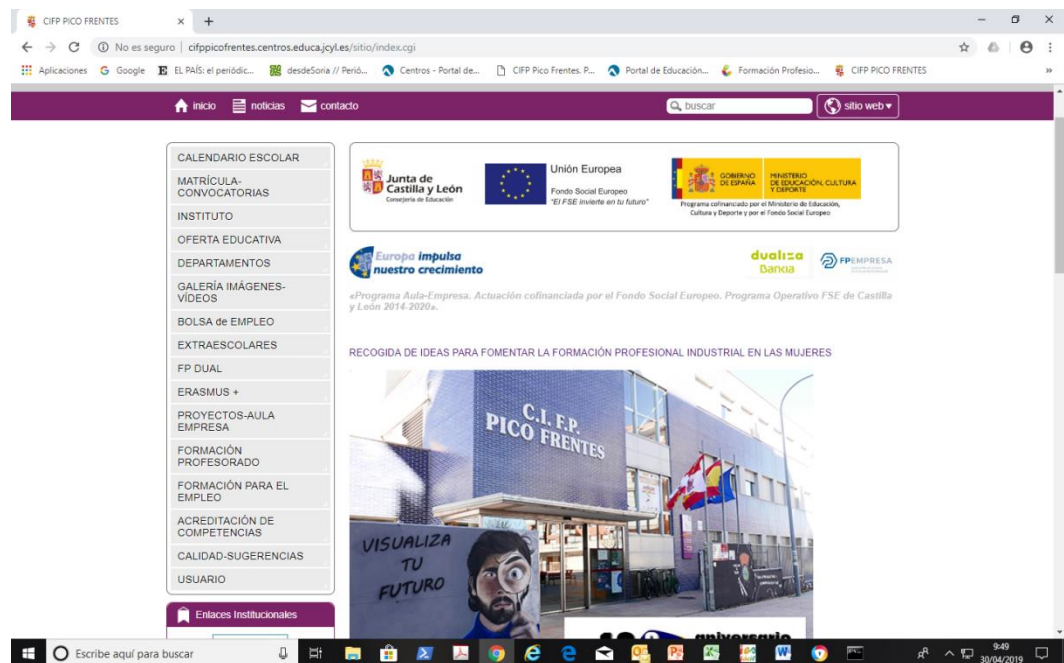 CIFP PICO FRENTES
No es seguro | cifppicofrentes.centros.educa.jcyl.es/sitio/index.cgi
Aplicaciones Google EL PAÍS: el periódic... desdeSoria // Perió... Centros - Portal de... CIFP Pico Frentes. P... Portal de Educación... Formación Profesio... CIFP PICO FRENTES »
inicio noticias contacto buscar sitio web ▾
CALENDARIO ESCOLAR
MATRÍCULA-
CONVOCATORIAS
INSTITUTO
OFERTA EDUCATIVA
DEPARTAMENTOS
GALERÍA IMÁGENES-
VÍDEOS
BOLSA de EMPLEO
EXTRAESCOLARES
FP DUAL
ERASMUS +
PROYECTOS-AULA
EMPRESA
FORMACIÓN
PROFESORADO
FORMACIÓN PARA EL
EMPLEO
ACREDITACIÓN DE
COMPETENCIAS
CALIDAD-SUGERENCIAS
USUARIO
Enlaces Institucionales
Junta de
Castilla y León
Consejería de Educación
Unión Europea
Fondo Social Europeo
"El FSE invierte en tu futuro"
GOBIERNO
DE ESPAÑA
MINISTERIO
DE EDUCACIÓN, CULTURA
Y DEPORTE
Programa cofinanciado por el Ministerio de Educación,
Cultura y Deporte y por el Fondo Social Europeo
Europa impulsa
nuestro crecimiento
dualiza
Bankia
FPEMPRESA
«Programa Aula-Empresa. Actuación cofinanciada por el Fondo Social Europeo. Programa Operativo FSE de Castilla
y León 2014-2020».
RECOGIDA DE IDEAS PARA FOMENTAR LA FORMACIÓN PROFESIONAL INDUSTRIAL EN LAS MUJERES
C.I.F.P.
PICO FRENTES
VISUALIZA
TU
FUTURO
aniversario
Escribe aquí para buscar
9:49
30/04/2019